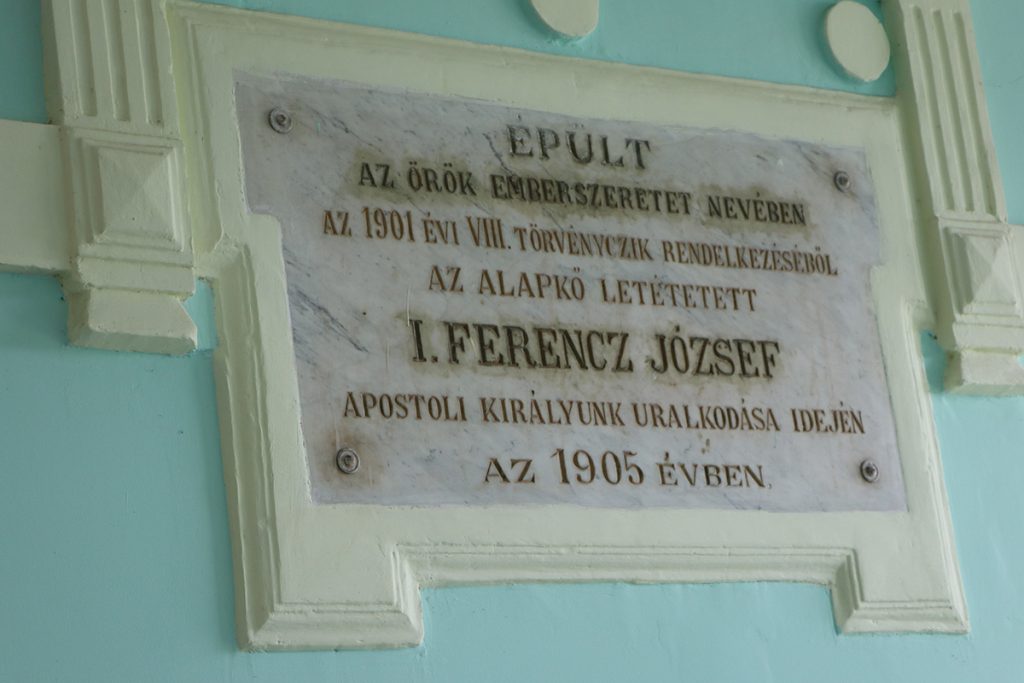 ÉPÜLT
AZ ÖRÖK EMBERSZERETET NEVÉBEN
AZ 1901 ÉVI VIII. TÖRVÉNYCZIK RENDELKEZÉSÉBŐL
AZ ALAPKŐ LETÉTETETT
I. FERENCZ JÓZSEF
APOSTOLI KIRÁLYUNK URALKODÁSA IDEJÉN
AZ 1905 ÉVBEN.